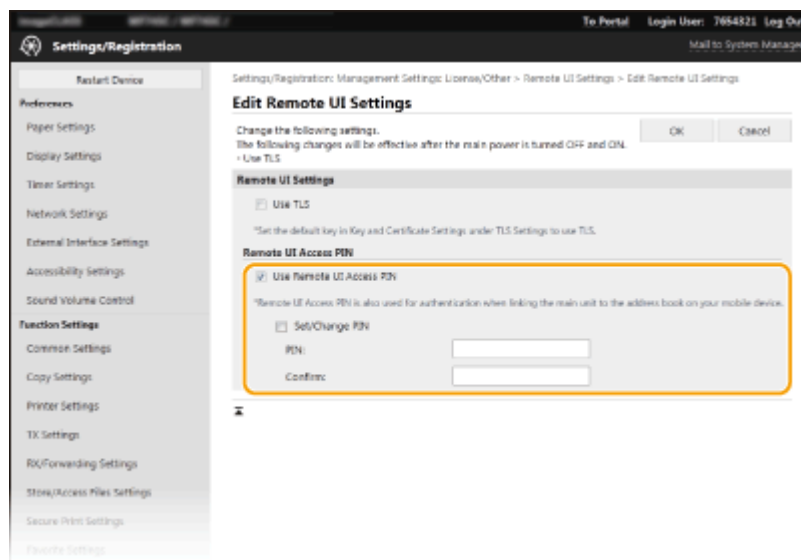 To Portal Login User: 7654321 Log Ou
Settings/Registration
Mail to System Manage
Restart Device
Preferences
Paper Settings
Display Settings
Timer Settings
Network Settings
External Interface Settings
Accessibility Settings
Sound Volume Control
Function Settings
Common Settings
Copy Settings
Printer Settings
TX Settings
RX/Forwarding Settings
Store/Access Files Settings
Secure Print Settings
Favorite Settings
Settings/Registration: Management Settings: License/Other > Remote UI Settings > Edit Remote UI Settings
Edit Remote UI Settings
Change the following settings.
The following changes will be effective after the main power is turned OFF and ON.
- Use TLS
OK Cancel
Remote UI Settings
Use TLS
*Set the default key in Key and Certificate Settings under TLS Settings to use TLS.
Remote UI Access PIN
Use Remote UI Access PIN
*Remote UI Access PIN is also used for authentication when linking the main unit to the address book on your mobile device.
Set/Change PIN
PIN:
Confirm: